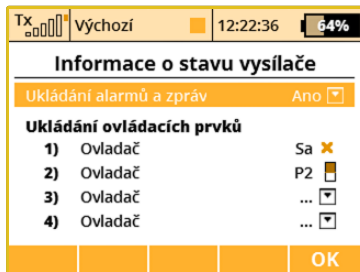 Tx Výchozí 12:22:36 64%
Informace o stavu vysílače
Ukládání alarmů a zpráv Ano
Ukládání ovládacích prvků
1) Ovladač Sa
2) Ovladač P2
3) Ovladač ...
4) Ovladač ...
OK